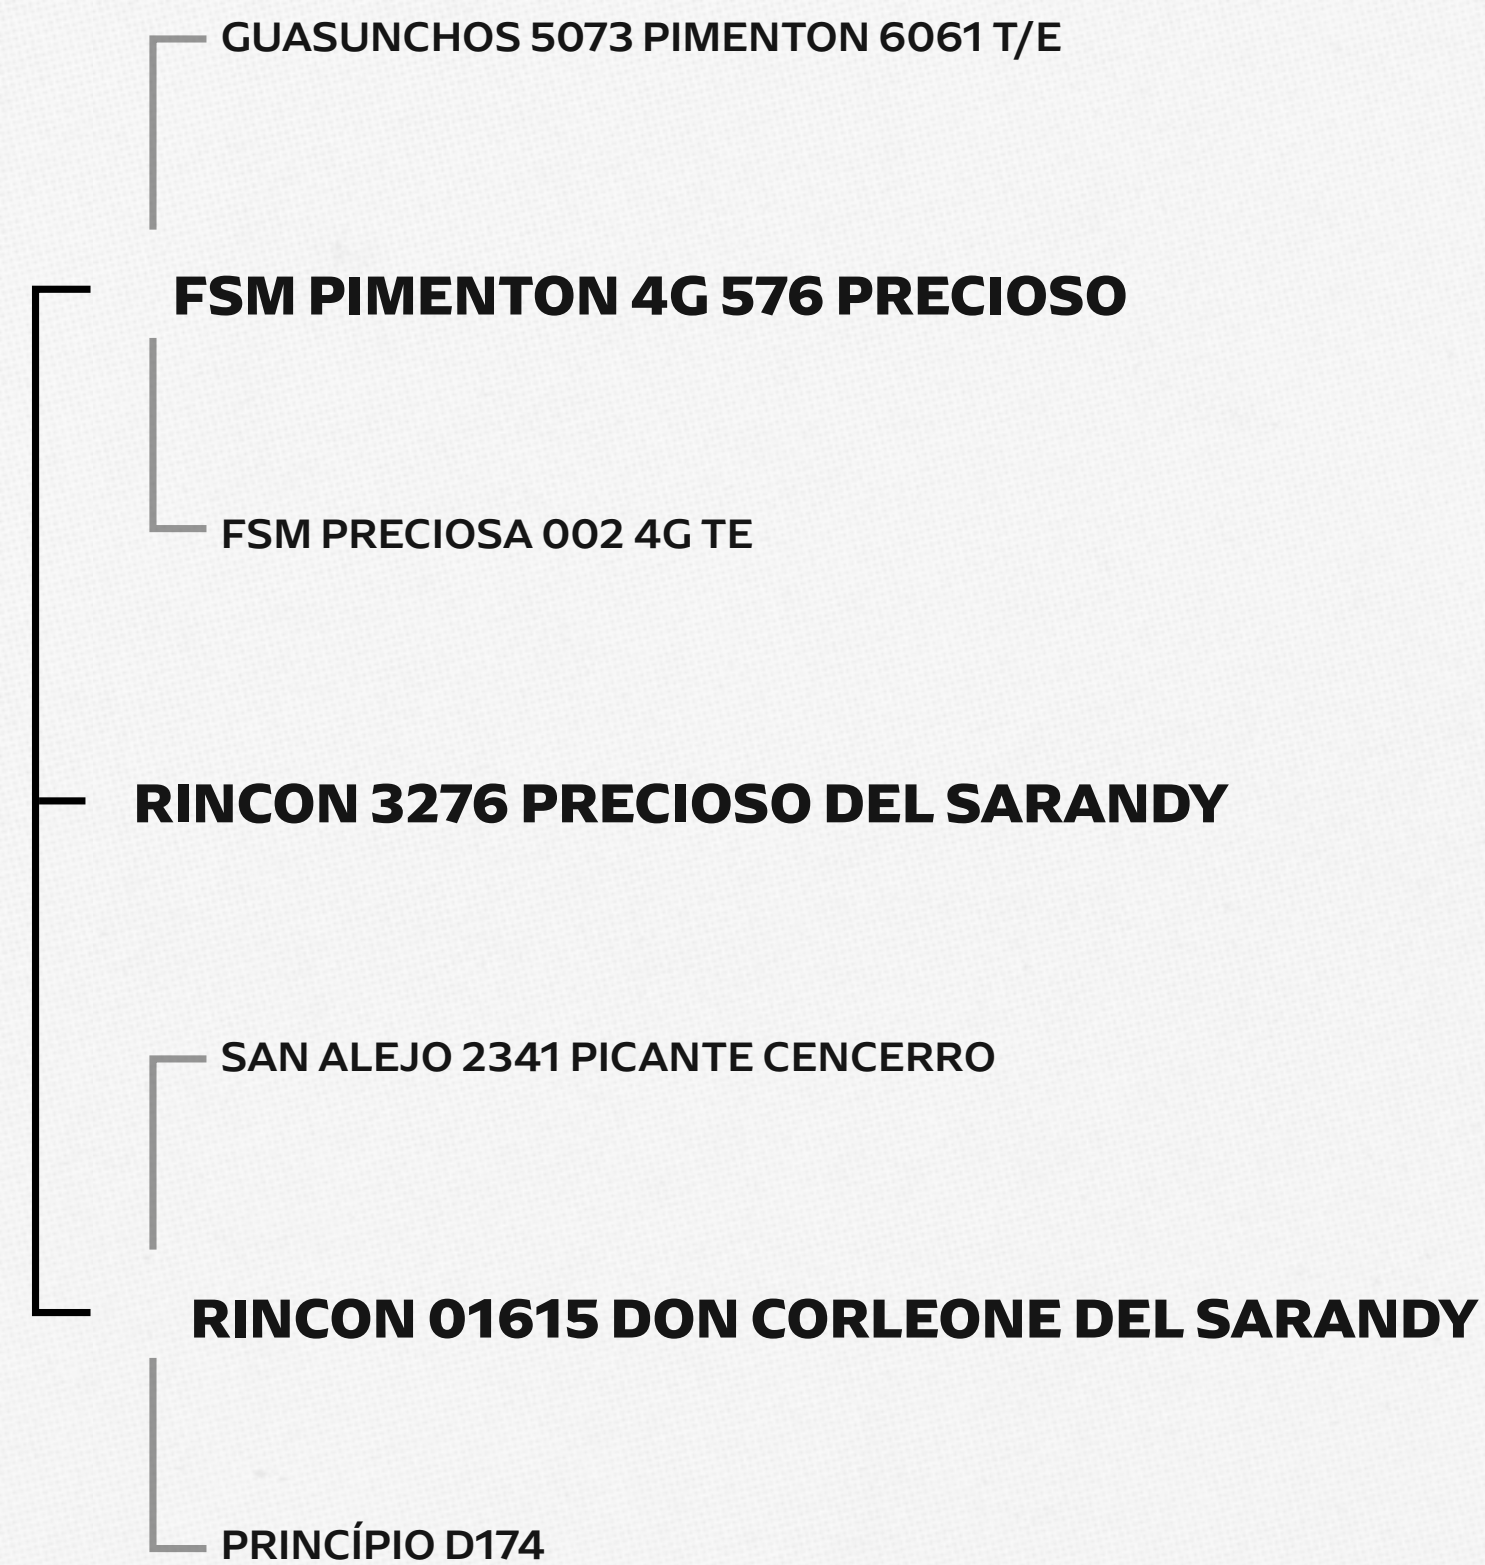 GUASUNCHOS 5073 PIMENTON 6061 T/E
FSM PIMENTON 4G 576 PRECIOSO
FSM PRECIOSA 002 4G TE
RINCON 3276 PRECIOSO DEL SARANDY
SAN ALEJO 2341 PICANTE CENCERRO
RINCON 01615 DON CORLEONE DEL SARANDY
PRINCÍPIO D174